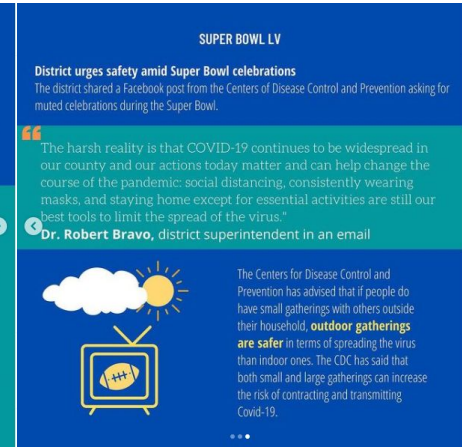 SUPER BOWL LV
District urges safety amid Super Bowl celebrations
The district shared a Facebook post from the Centers of Disease Control and Prevention asking for
muted celebrations during the Super Bowl.
“
The harsh reality is that COVID-19 continues to be widespread in
our county and our actions today matter and can help change the
course of the pandemic: social distancing, consistently wearing
masks, and staying home except for essential activities are still our
best tools to limit the spread of the virus."
Dr. Robert Bravo, district superintendent in an email
The Centers for Disease Control and
Prevention has advised that if people do
have small gatherings with others outside
their household, outdoor gatherings
are safer in terms of spreading the virus
than indoor ones. The CDC has said that
both small and large gatherings can increase
the risk of contracting and transmitting
Covid-19.